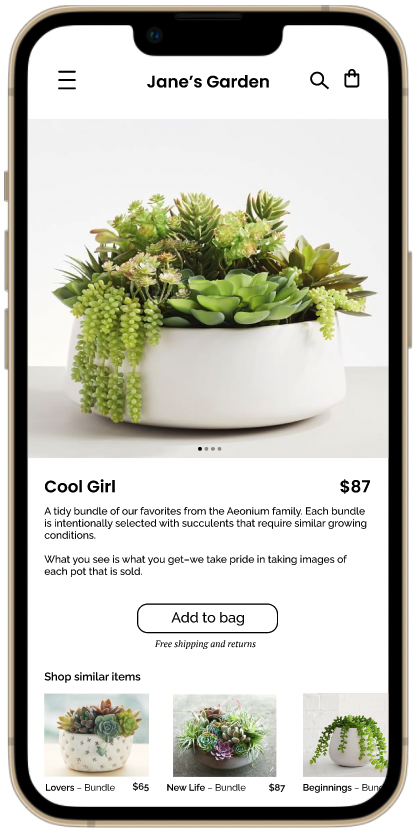 Jane's Garden
Cool Girl $87
A tidy bundle of our favorites from the Aeonium family. Each bundle
is intentionally selected with succulents that require similar growing
conditions.
What you see is what you get–we take pride in taking images of
each pot that is sold.
Add to bag
Free shipping and returns
Shop similar items
Lovers – Bundle $65
New Life – Bundle $87
Beginnings – Bun